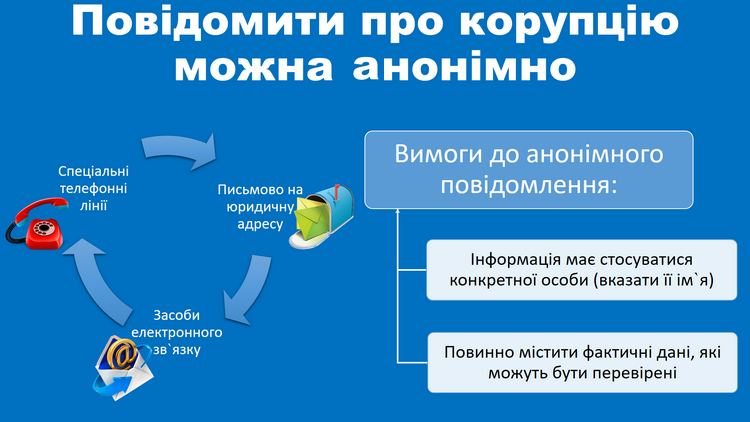 Повідомити про корупцію
можна анонімно
Спеціальні
телефонні
лінії
Письмово на
юридичну
адресу
Засоби
електронного
зв`язку
Вимоги до анонімного
повідомлення:
Інформація має стосуватися
конкретної особи (вказати її ім`я)
Повинно містити фактичні дані, які
можуть бути перевірені